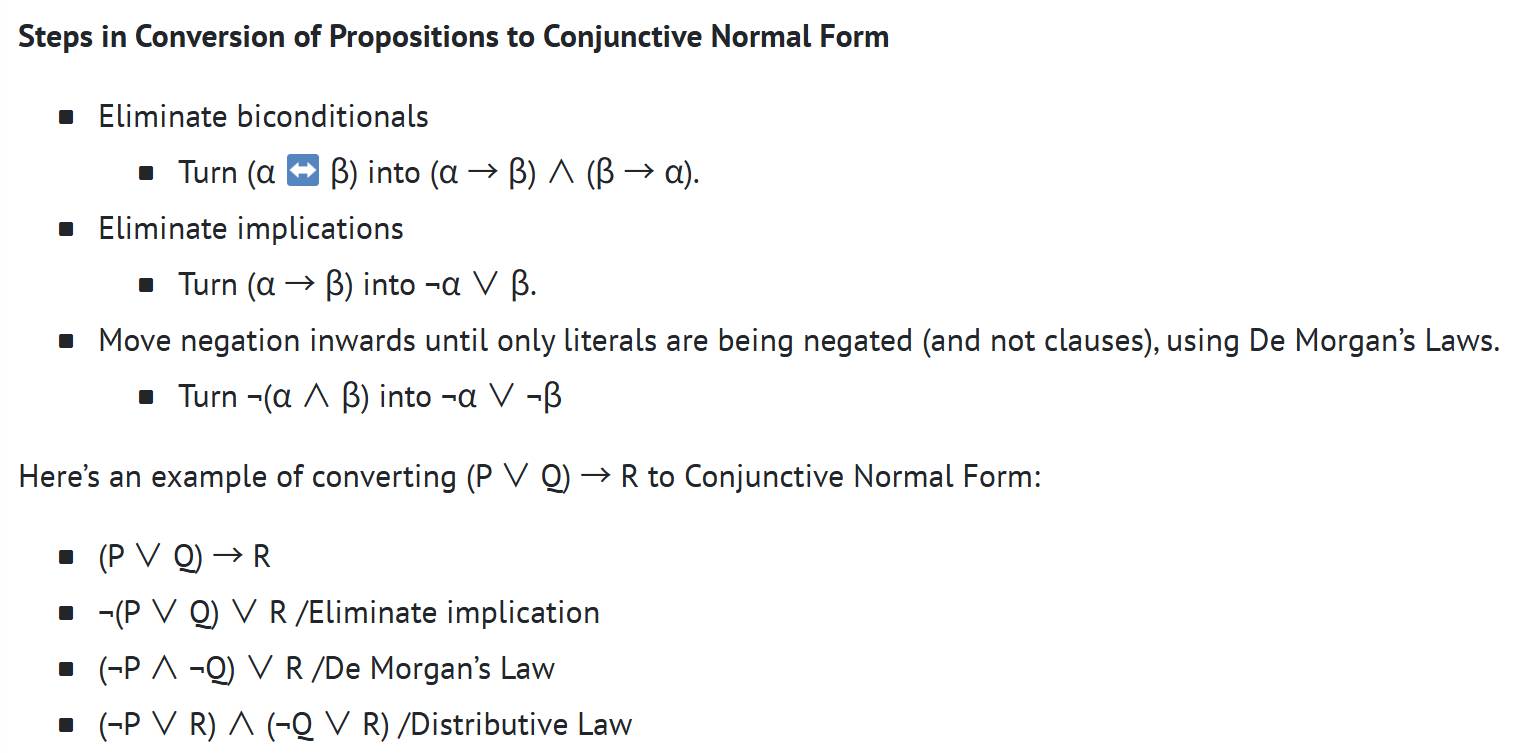 Steps in Conversion of Propositions to Conjunctive Normal Form
▪ Eliminate biconditionals
▪ Turn (α ↔️ β) into (α → β) ∧ (β → α).
▪ Eliminate implications
▪ Turn (α → β) into ¬α ∨ β.
▪ Move negation inwards until only literals are being negated (and not clauses), using De Morgan’s Laws.
▪ Turn ¬(α ∧ β) into ¬α ∨ ¬β
Here’s an example of converting (P ∨ Q) → R to Conjunctive Normal Form:
▪ (P ∨ Q) → R
▪ ¬(P ∨ Q) ∨ R /Eliminate implication
▪ (¬P ∧ ¬Q) ∨ R /De Morgan’s Law
▪ (¬P ∨ R) ∧ (¬Q ∨ R) /Distributive Law